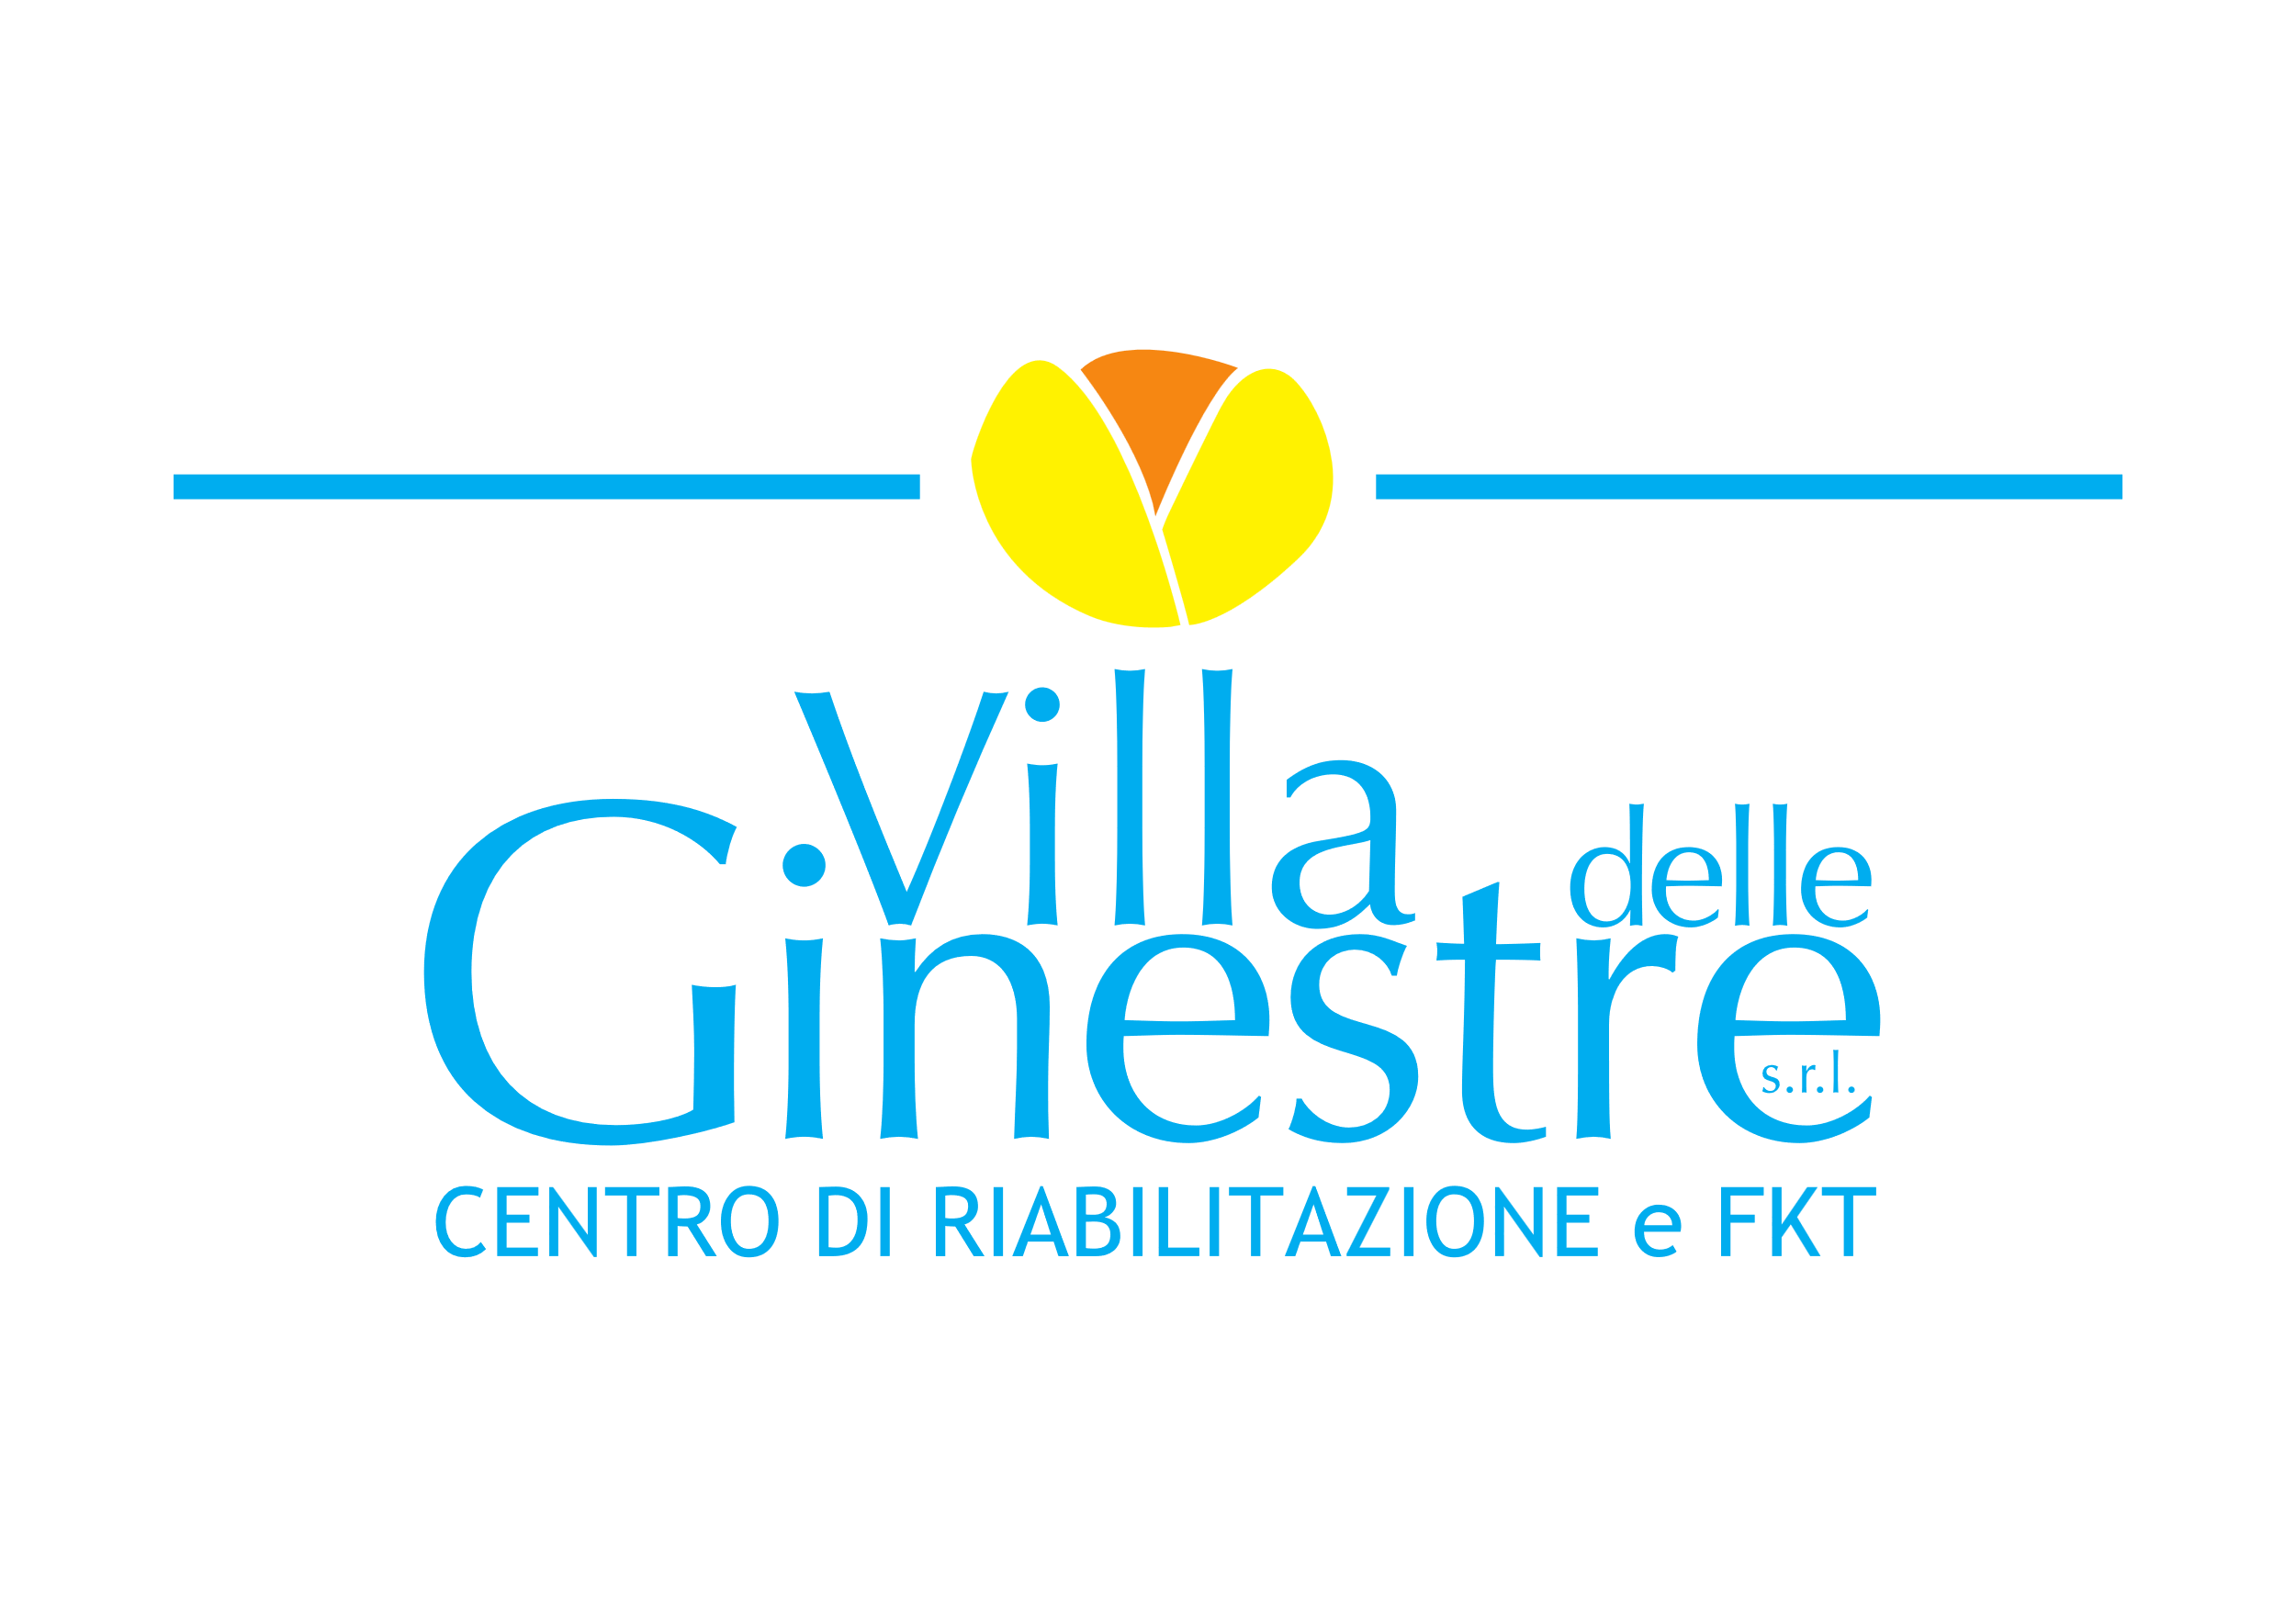 Villa delle
Ginestre
s.r.l.
CENTRO DI RIABILITAZIONE e FKT